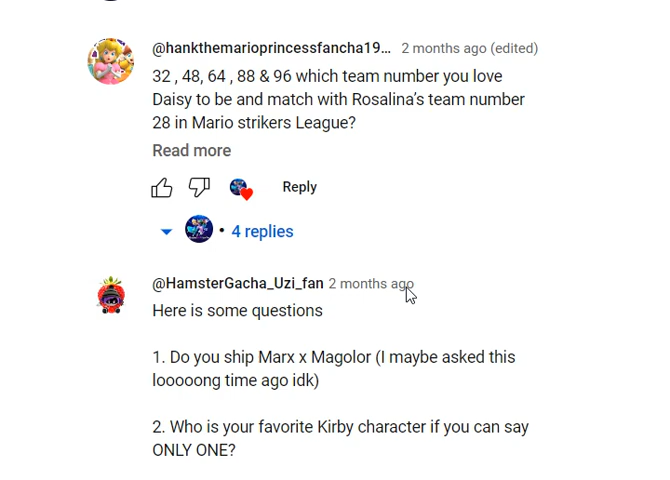 @hankthemarioprincessfancha19... 2 months ago (edited)
32 , 48, 64 , 88 & 96 which team number you love
Daisy to be and match with Rosalina’s team number
28 in Mario strikers League?
Read more
Reply
• 4 replies
@HamsterGacha_Uzi_fan 2 months ago
Here is some questions
1. Do you ship Marx x Magolor (I maybe asked this
looooong time ago idk)
2. Who is your favorite Kirby character if you can say
ONLY ONE?